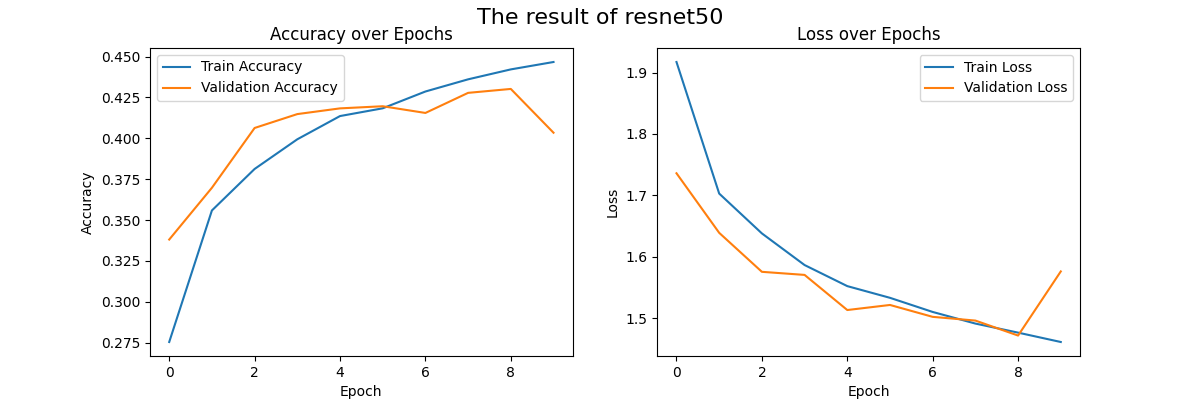 The result of resnet50
Accuracy over Epochs
Train Accuracy
Validation Accuracy
0.450
0.425
0.400
0.375
0.350
0.325
0.300
0.275
Accuracy
0 2 4 6 8
Epoch
Loss over Epochs
Train Loss
Validation Loss
1.9
1.8
1.7
1.6
1.5
Loss
0 2 4 6 8
Epoch